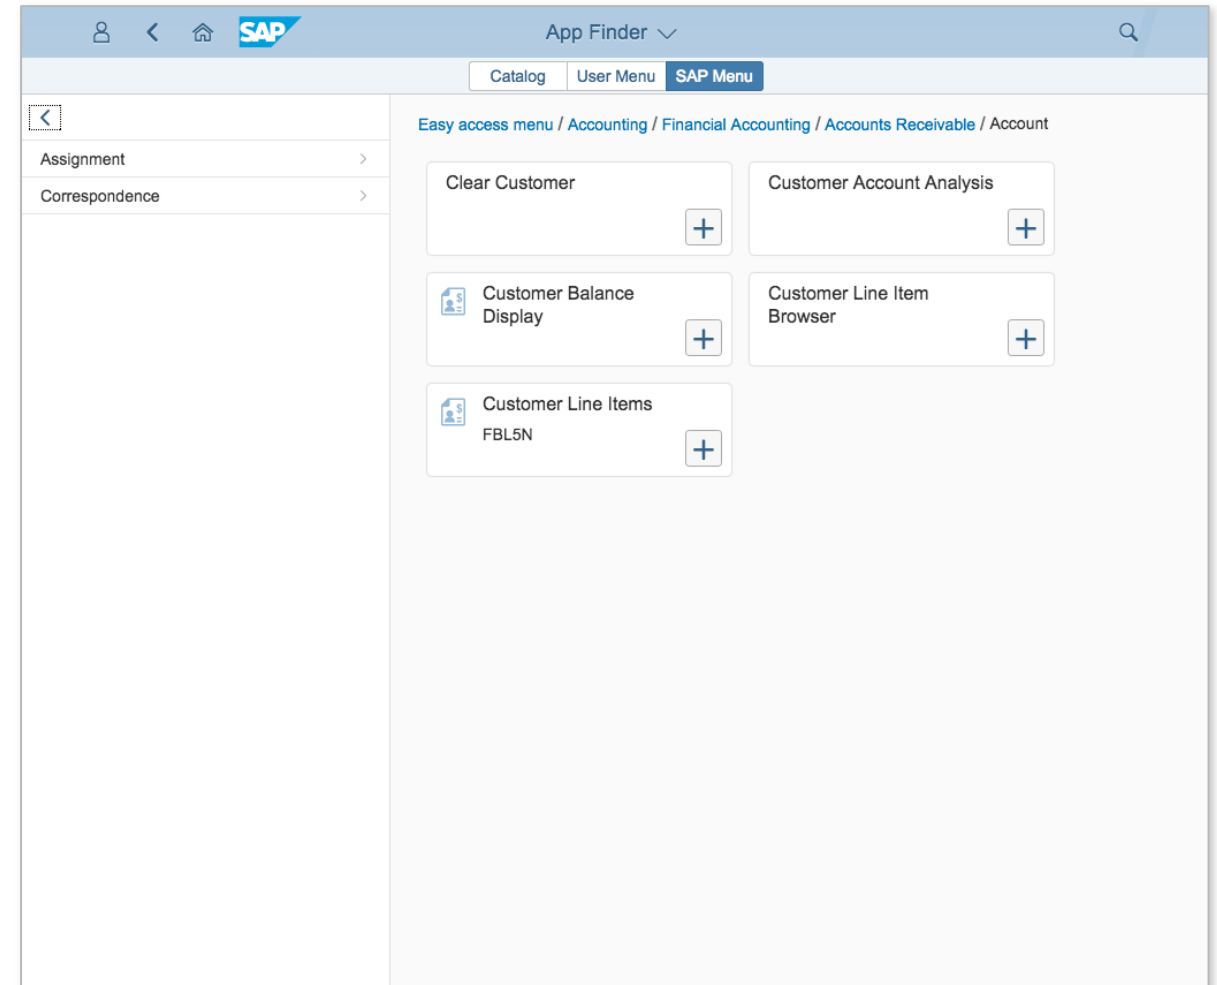 SAP
App Finder
Catalog User Menu SAP Menu
Easy access menu / Accounting / Financial Accounting / Accounts Receivable / Account
Assignment
Correspondence
Clear Customer
Customer Account Analysis
Customer Balance
Display
Customer Line Item
Browser
Customer Line Items
FBL5N